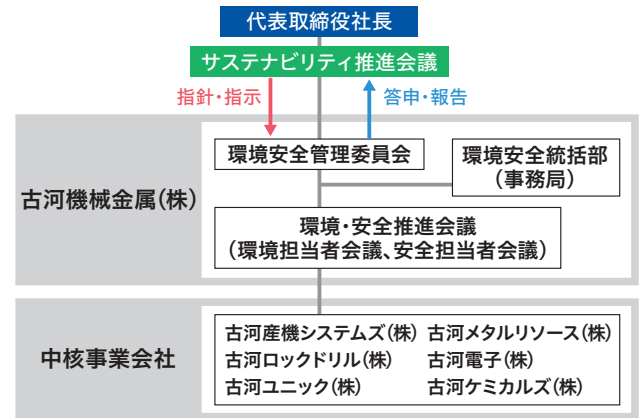 代表取締役社長
サステナビリティ推進会議
指針・指示
答申・報告
古河機械金属(株)
環境安全管理委員会
環境安全統括部
(事務局)
環境・安全推進会議
(環境担当者会議、安全担当者会議)
中核事業会社
古河産機システムズ(株) 古河メタルリソース(株)
古河ロックドリル(株) 古河電子(株)
古河ユニック(株) 古河ケミカルズ(株)